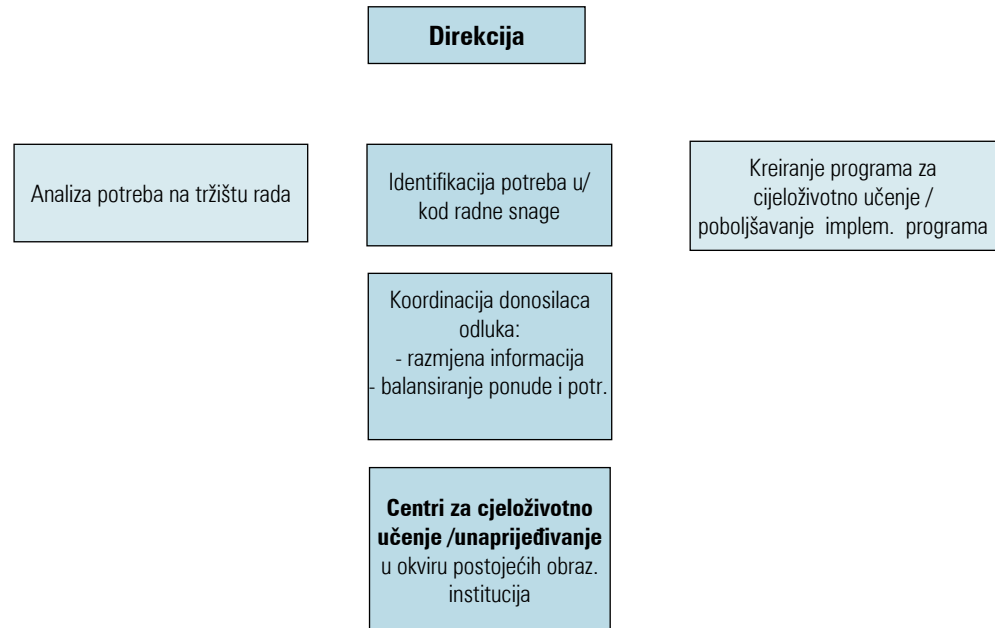 Direkcija
Analiza potreba na tržištu rada
Identifikacija potreba u/
kod radne snage
Kreiranje programa za
cijeloživotno učenje /
poboljšavanje implem. programa
Koordinacija donosilaca
odluka:
- razmjena informacija
- balansiranje ponude i potr.
Centri za cjeloživotno
učenje /unaprijeđivanje
u okviru postojećih obraz.
institucija